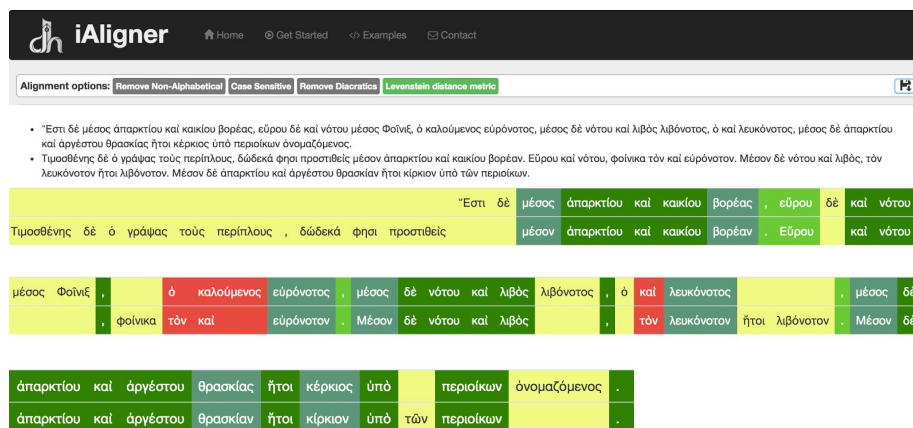 iAligner Home Get Started </> Examples Contact
Alignment options: Remove Non-Alphabetical Case Sensitive Remove Diacratics Levenstein distance metric
• "Εστι δὲ μέσος ἀπαρκτίου καὶ καικίου βορέας, εὔρου δὲ καὶ νότου μέσος Φοῖνιξ, ὁ καλούμενος εὐρόνοτος, μέσος δὲ νότου καὶ λιβὸς λιβόνοτος, ὁ καὶ λευκόνοτος, μέσος δὲ ἀπαρκτίου
καὶ ἀργέστου θρασκίας ἤτοι κέρκιος ὑπὸ περιοίκων ὀνομαζόμενος.
• Τιμοσθένης δὲ ὁ γράψας τοὺς περίπλους, δώδεκά φησι προστιθεὶς μέσον ἀπαρκτίου καὶ καικίου βορέαν. Εὔρου καὶ νότου, φοίνικα τὸν καὶ εὐρόνοτον. Μέσον δὲ νότου καὶ λιβὸς, τὸν
λευκόνοτον ἤτοι λιβόνοτον. Μέσον δὲ ἀπαρκτίου καὶ ἀργέστου θρασκίαν ἤτοι κίρκιον ὑπὸ τῶν περιοίκων.
"Εστι δὲ μέσος ἀπαρκτίου καὶ καικίου βορέας , εὔρου δὲ καὶ νότου
Τιμοσθένης δὲ ὁ γράψας τοὺς περίπλους , δώδεκά φησι προστιθεὶς μέσον ἀπαρκτίου καὶ καικίου βορέαν . Εὔρου καὶ νότου
μέσος Φοῖνιξ , ὁ καλούμενος εὐρόνοτος , μέσος δὲ νότου καὶ λιβὸς λιβόνοτος , ὁ καὶ λευκόνοτος , μέσος δὲ
, φοίνικα τὸν καὶ εὐρόνοτον . Μέσον δὲ νότου καὶ λιβὸς , τὸν λευκόνοτον ἤτοι λιβόνοτον . Μέσον δὲ
ἀπαρκτίου καὶ ἀργέστου θρασκίας ἤτοι κέρκιος ὑπὸ περιοίκων ὀνομαζόμενος .
ἀπαρκτίου καὶ ἀργέστου θρασκίαν ἤτοι κίρκιον ὑπὸ τῶν περιοίκων .